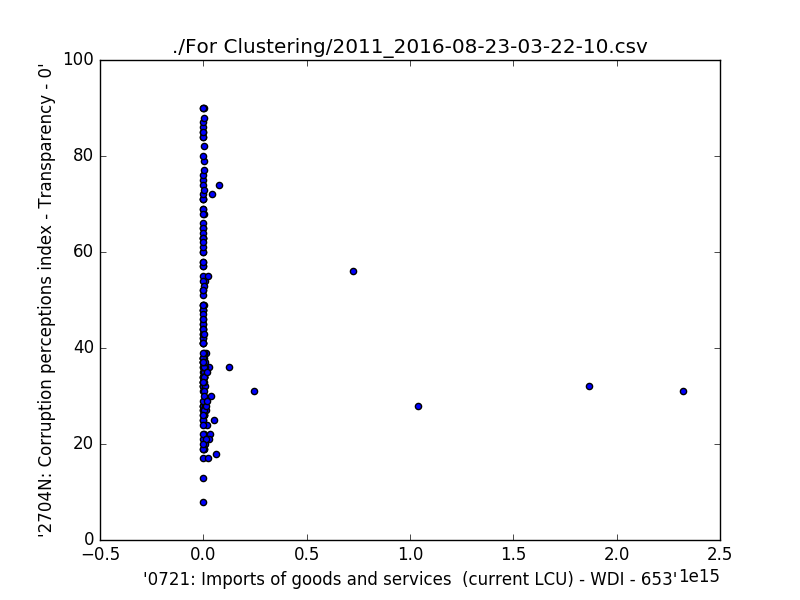 ./For Clustering/2011_2016-08-23-03-22-10.csv
100
80
60
40
20
0
'2704N: Corruption perceptions index - Transparency - 0'
−0.5 0.0 0.5 1.0 1.5 2.0 2.5
1e15
'0721: Imports of goods and services  (current LCU) - WDI - 653'